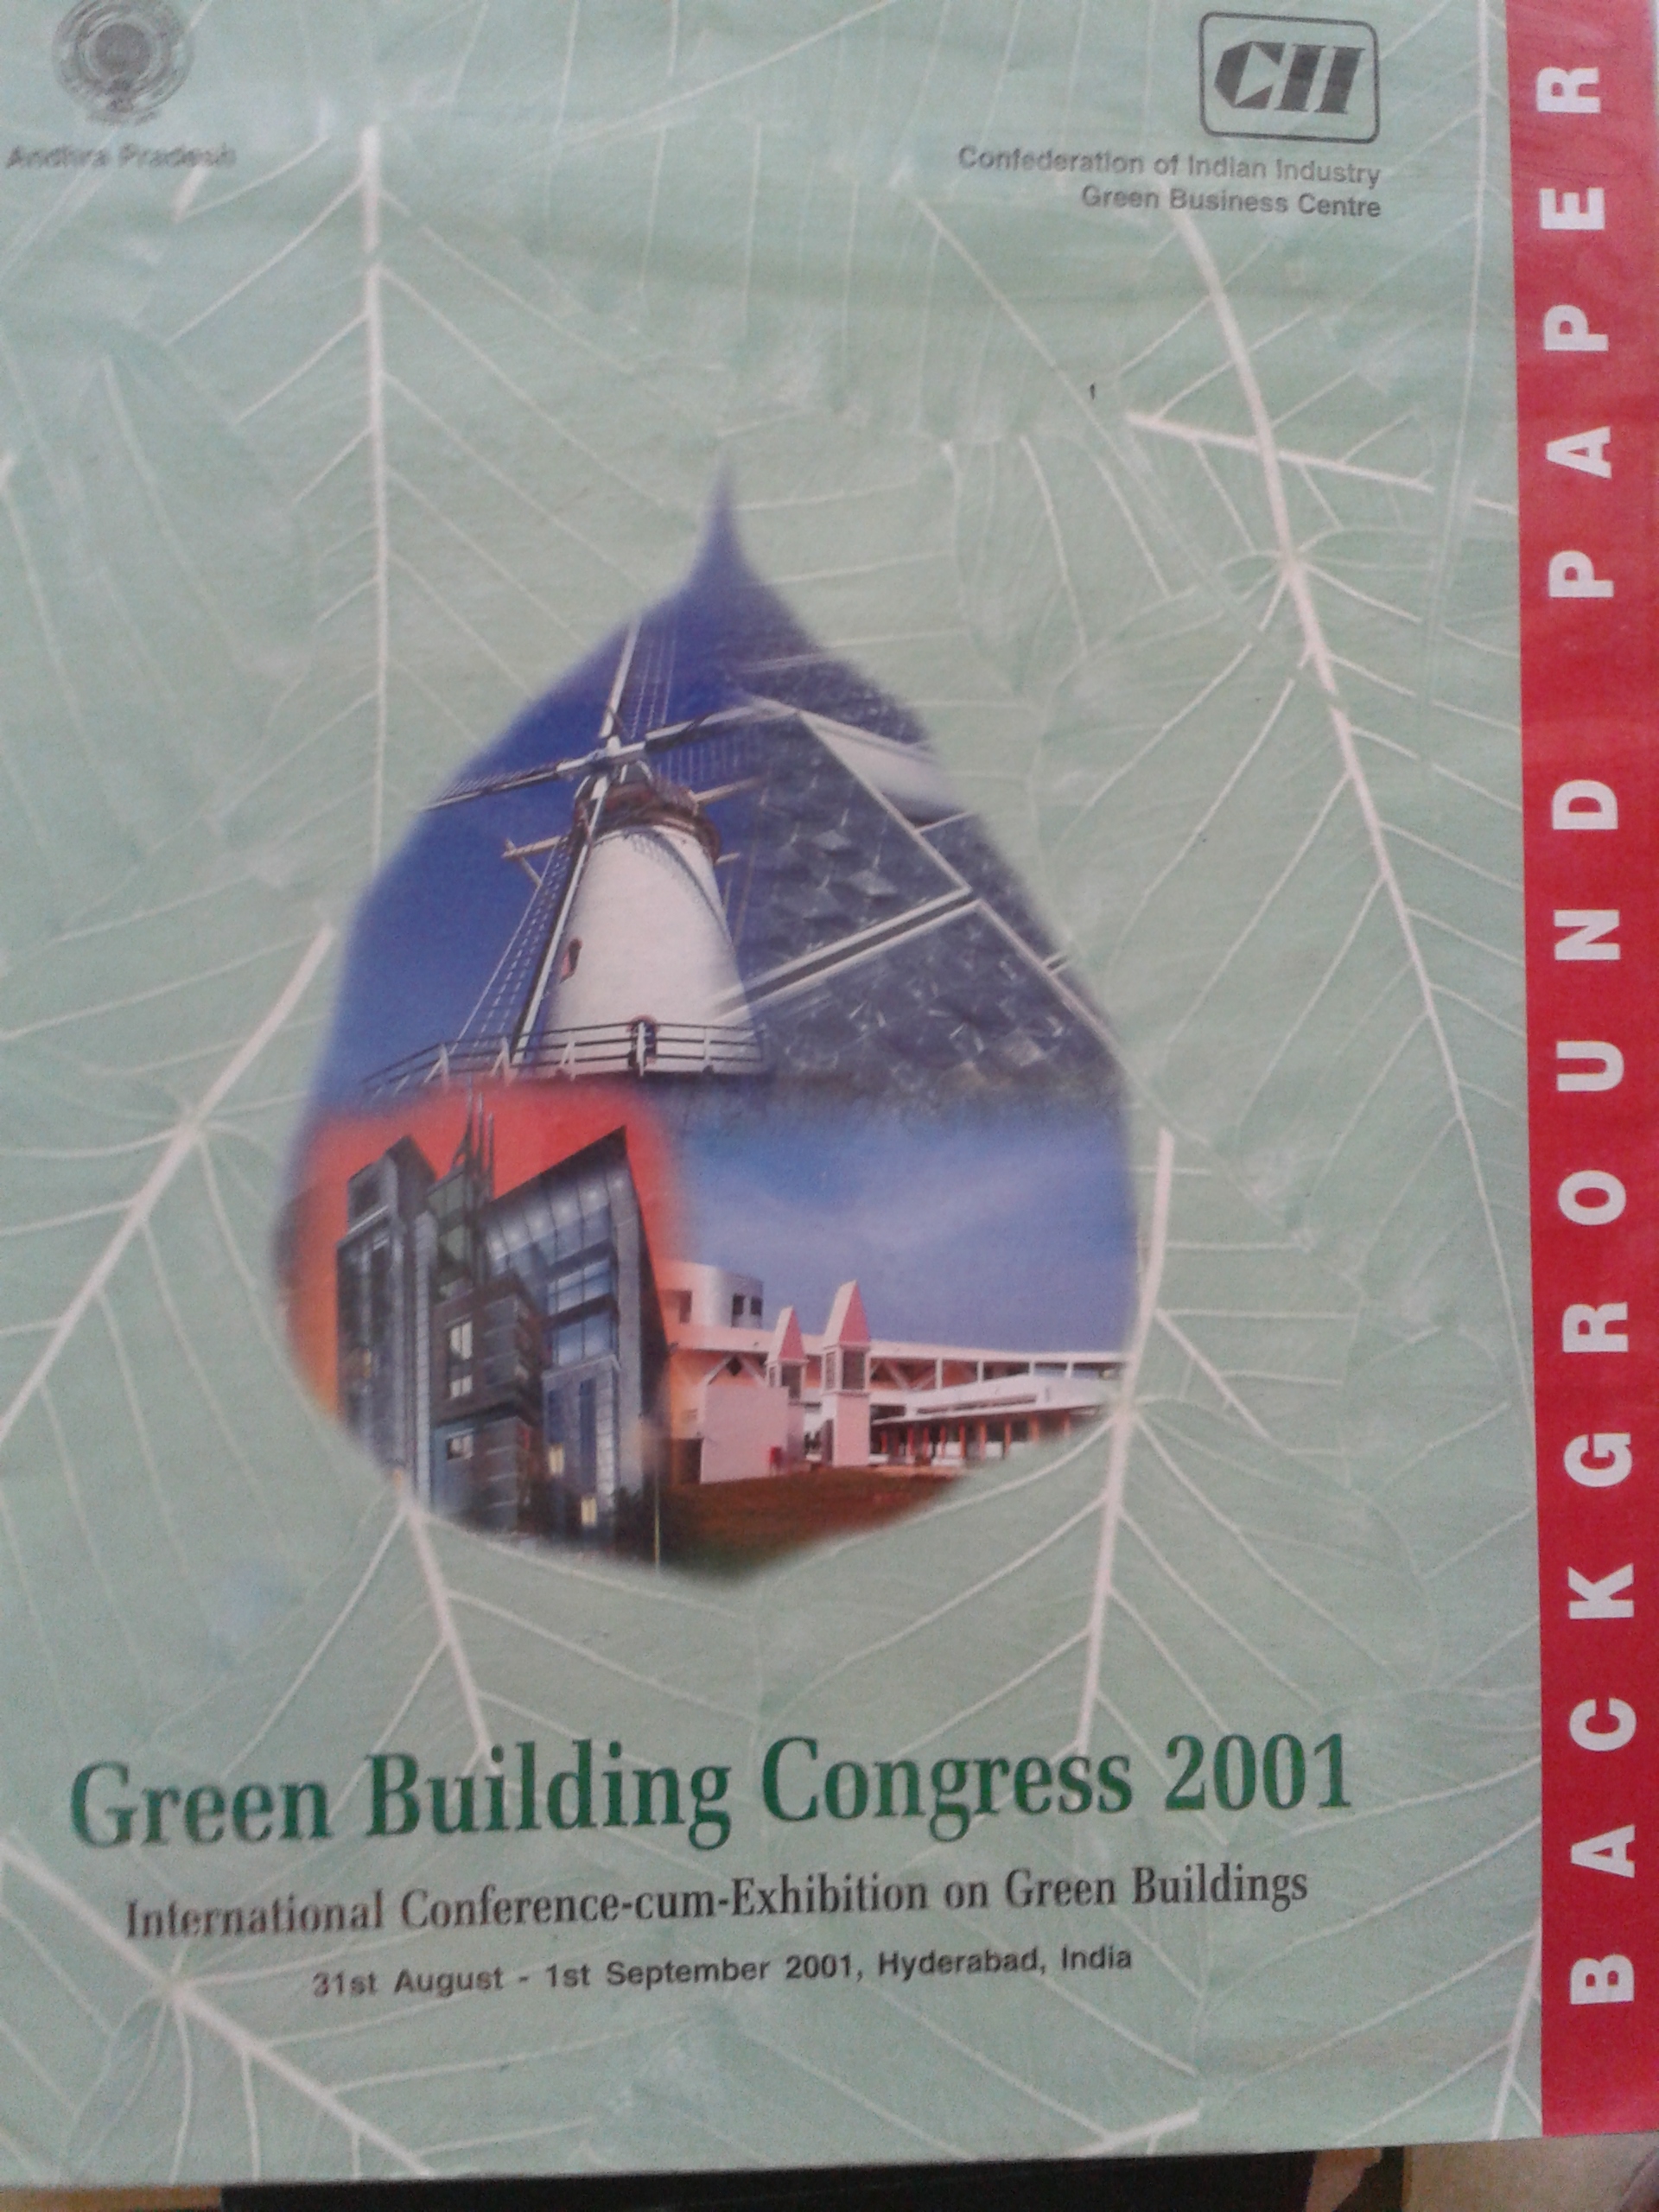 Andhra Pradesh
CII
Confederation of Indian Industry
Green Business Centre
Green Building Congress 2001
International Conference-cum-Exhibition on Green Buildings
31st August - 1st September 2001, Hyderabad, India
BACKGROUND PAPER